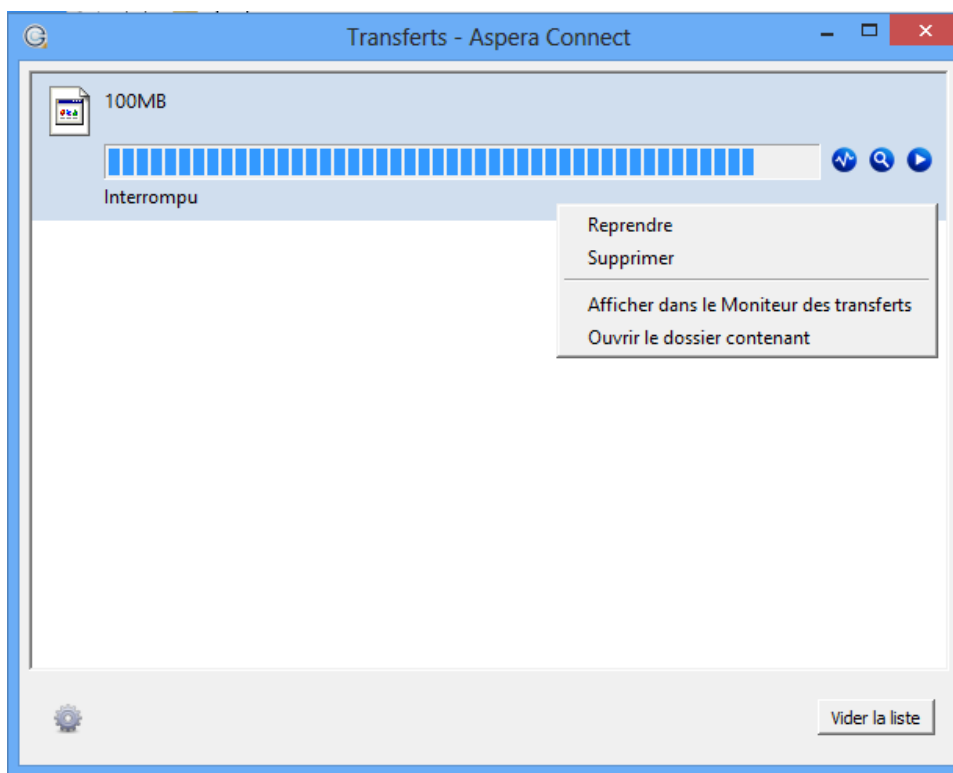 Transferts - Aspera Connect
100MB
Interrompu
Reprendre
Supprimer
Afficher dans le Moniteur des transferts
Ouvrir le dossier contenant
Vider la liste